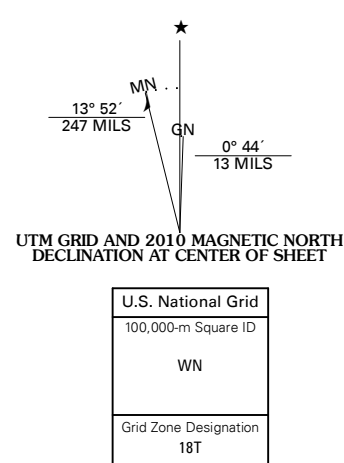 ★
MN
13° 52´
247 MILS
GN
0° 44´
13 MILS
UTM GRID AND 2010 MAGNETIC NORTH
DECLINATION AT CENTER OF SHEET
U.S. National Grid
100,000-m Square ID
WN
Grid Zone Designation
18T